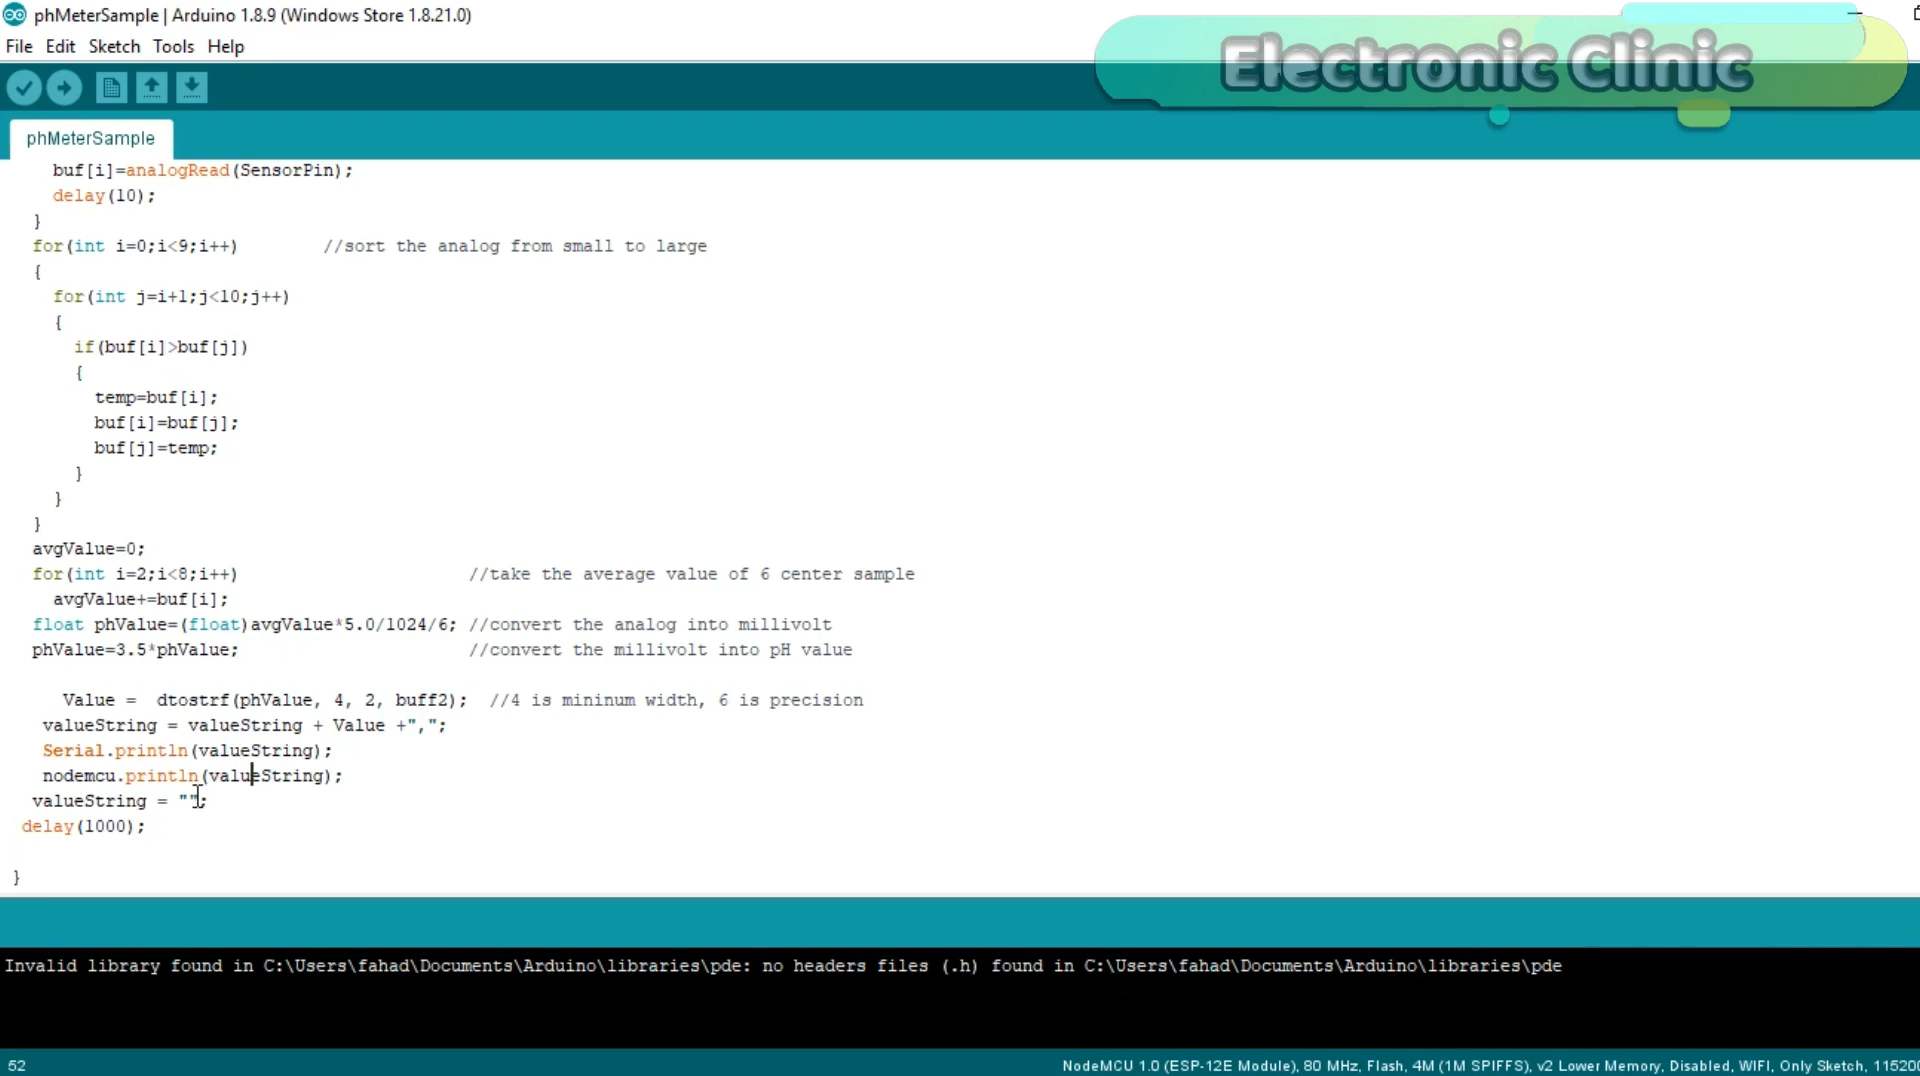 phMeterSample | Arduino 1.8.9 (Windows Store 1.8.21.0)
File Edit Sketch Tools Help
Electronic Clinic
phMeterSample
buf[i]=analogRead(SensorPin);
delay(10);
}
for(int i=0;i<9;i++) //sort the analog from small to large
{
for(int j=i+1;j<10;j++)
{
if(buf[i]>buf[j])
{
temp=buf[i];
buf[i]=buf[j];
buf[j]=temp;
}
}
}
avgValue=0;
for(int i=2;i<8;i++) //take the average value of 6 center sample
avgValue+=buf[i];
float phValue=(float)avgValue*5.0/1024/6; //convert the analog into millivolt
phValue=3.5*phValue; //convert the millivolt into pH value
Value = dtostrf(phValue, 4, 2, buff2); //4 is mininum width, 6 is precision
valueString = valueString + Value +",";
Serial.println(valueString);
nodemcu.println(valueString);
valueString = "";
delay(1000);
}
Invalid library found in C:\Users\fahad\Documents\Arduino\libraries\pde: no headers files (.h) found in C:\Users\fahad\Documents\Arduino\libraries\pde
52 NodeMCU 1.0 (ESP-12E Module), 80 MHz, Flash, 4M (1M SPIFFS), v2 Lower Memory, Disabled, WIFI, Only Sketch, 115200